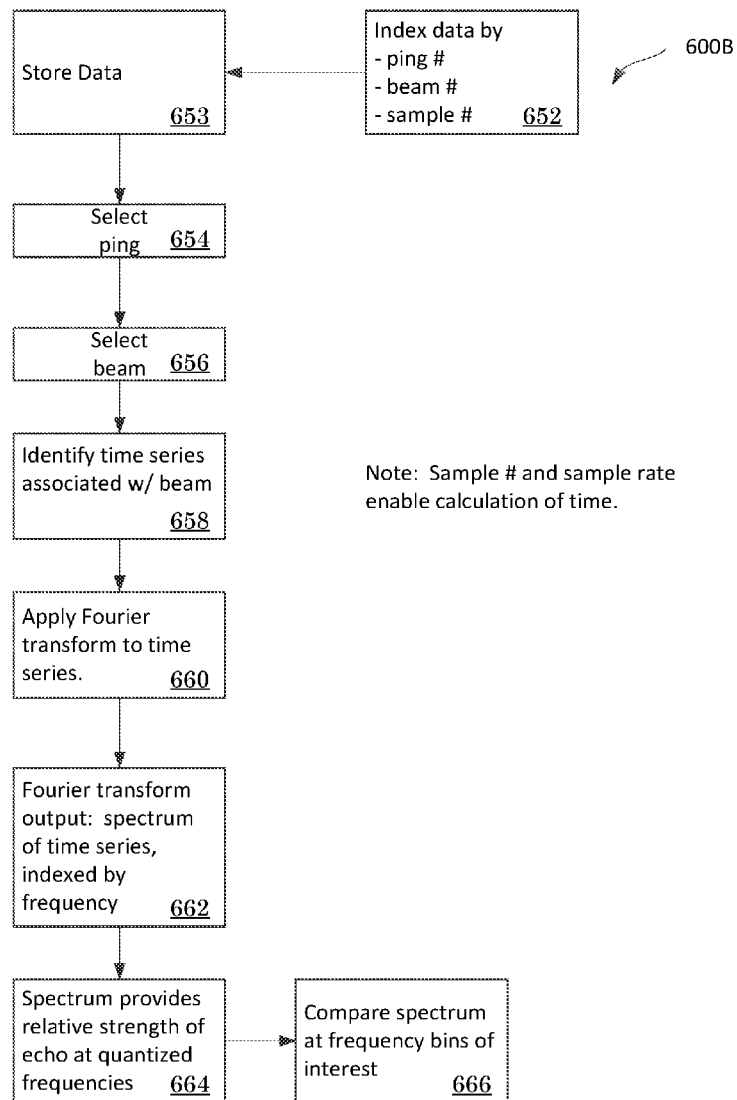 Index data by
- ping #
- beam #
- sample # 652
600B
Store Data
653
Select
ping 654
Select
beam 656
Identify time series
associated w/ beam
658
Note: Sample # and sample rate
enable calculation of time.
Apply Fourier
transform to time
series. 660
Fourier transform
output: spectrum
of time series,
indexed by
frequency 662
Spectrum provides
relative strength of
echo at quantized
frequencies 664
Compare spectrum
at frequency bins of
interest 666